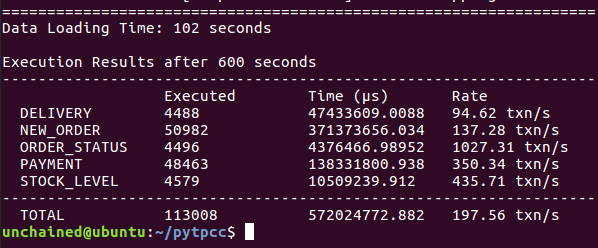 ==================================================================
Data Loading Time: 102 seconds
Execution Results after 600 seconds
------------------------------------------------------------------
Executed Time (µs) Rate
DELIVERY 4488 47433609.0088 94.62 txn/s
NEW_ORDER 50982 371373656.034 137.28 txn/s
ORDER_STATUS 4496 4376466.98952 1027.31 txn/s
PAYMENT 48463 138331800.938 350.34 txn/s
STOCK_LEVEL 4579 10509239.912 435.71 txn/s
------------------------------------------------------------------
TOTAL 113008 572024772.882 197.56 txn/s
unchained@ubuntu:~/pytpcc$